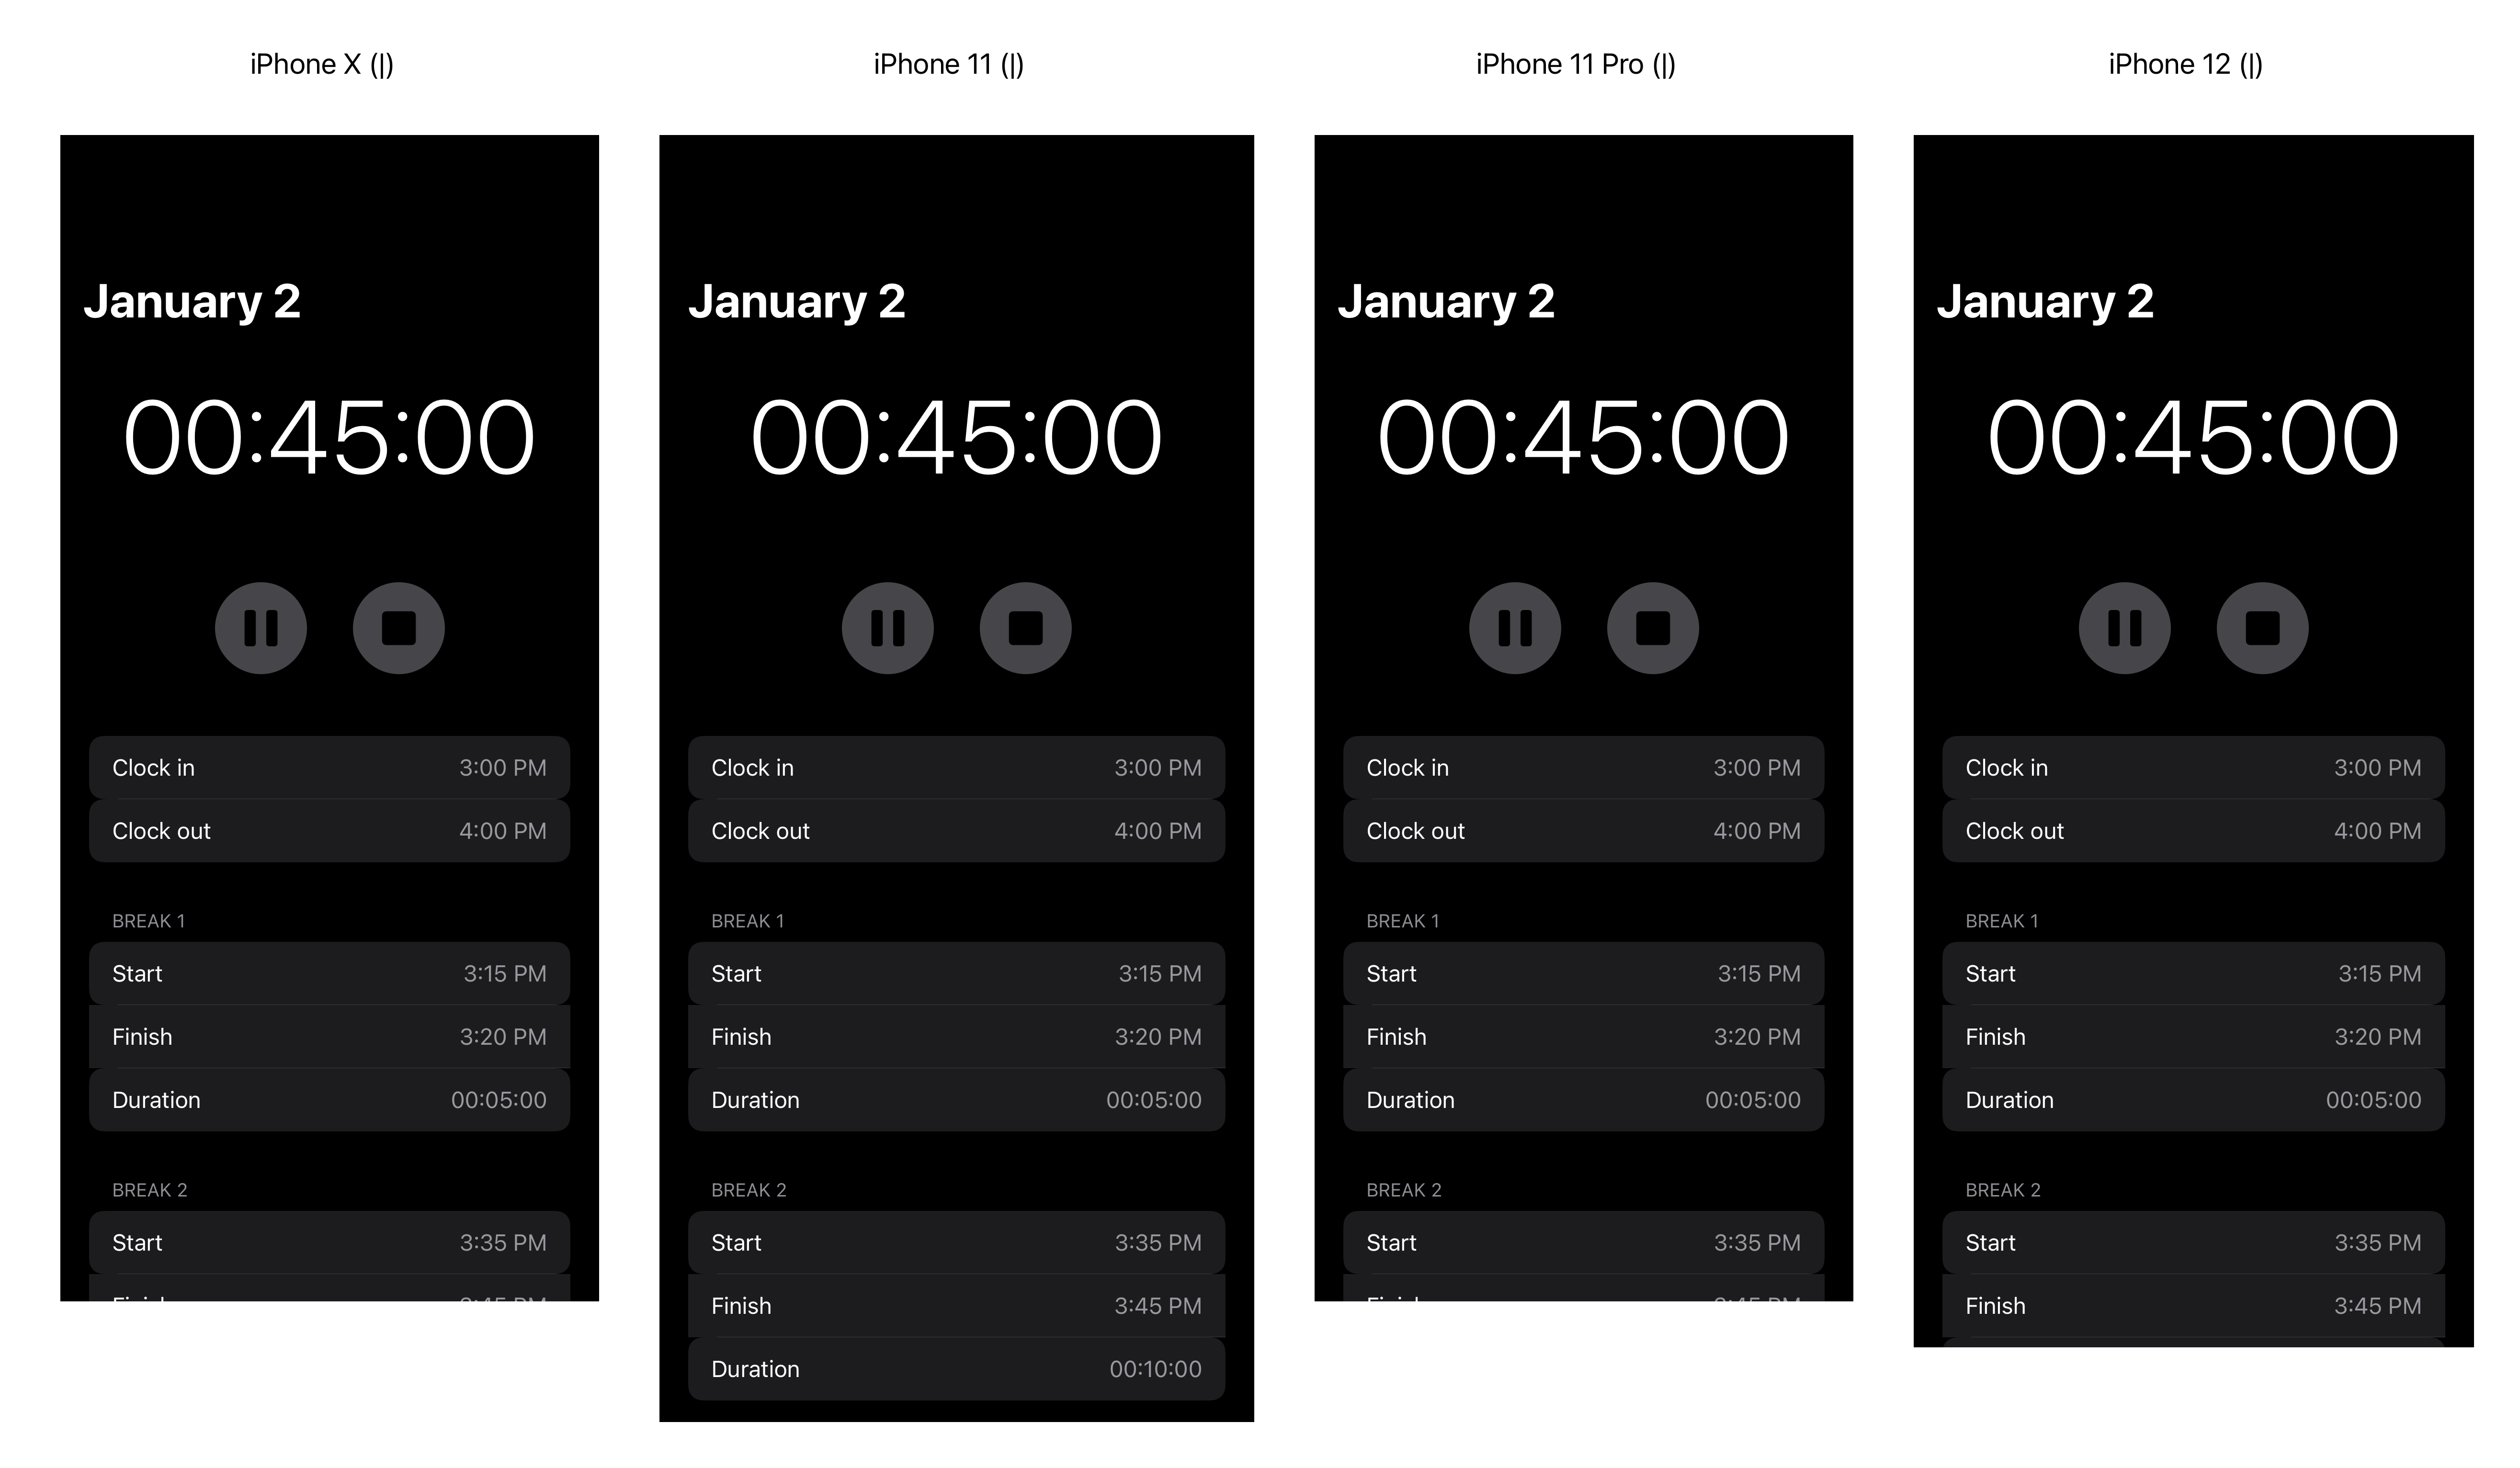 iPhone X (|)
January 2
00:45:00
Clock in 3:00 PM
Clock out 4:00 PM
BREAK 1
Start 3:15 PM
Finish 3:20 PM
Duration 00:05:00
BREAK 2
Start 3:35 PM
Finish 3:45 PM
iPhone 11 (|)
January 2
00:45:00
Clock in 3:00 PM
Clock out 4:00 PM
BREAK 1
Start 3:15 PM
Finish 3:20 PM
Duration 00:05:00
BREAK 2
Start 3:35 PM
Finish 3:45 PM
Duration 00:10:00
iPhone 11 Pro (|)
January 2
00:45:00
Clock in 3:00 PM
Clock out 4:00 PM
BREAK 1
Start 3:15 PM
Finish 3:20 PM
Duration 00:05:00
BREAK 2
Start 3:35 PM
Finish 3:45 PM
iPhone 12 (|)
January 2
00:45:00
Clock in 3:00 PM
Clock out 4:00 PM
BREAK 1
Start 3:15 PM
Finish 3:20 PM
Duration 00:05:00
BREAK 2
Start 3:35 PM
Finish 3:45 PM